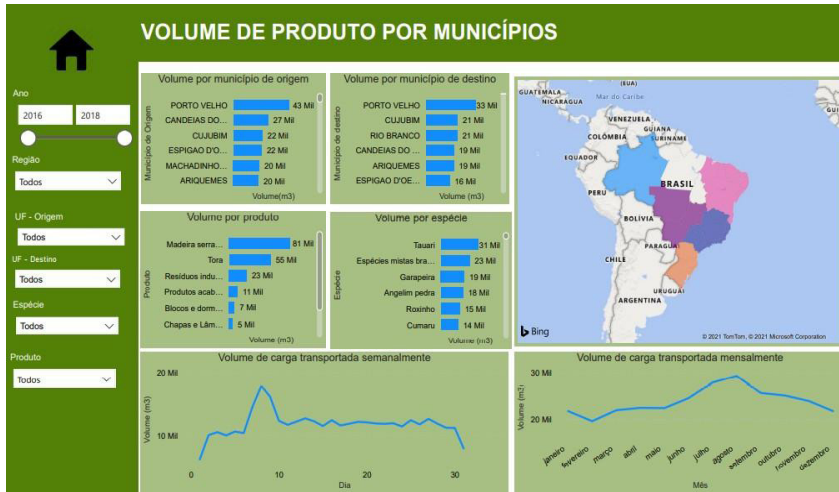 VOLUME DE PRODUTO POR MUNICÍPIOS
Ano
2016
2018
Região
Todos
UF - Origem
Todos
UF - Destino
Todos
Espécie
Todos
Produto
Todos
Volume por município de origem
Município de Origem
PORTO VELHO 43 Mil
CANDEIAS DO... 27 Mil
CUJUBIM 22 Mil
ESPIGAO D'O... 22 Mil
MACHADINHO... 20 Mil
ARIQUEMES 20 Mil
Volume(m3)
Volume por município de destino
Município de destino
PORTO VELHO 33 Mil
CUJUBIM 21 Mil
RIO BRANCO 21 Mil
CANDEIAS DO ... 19 Mil
ARIQUEMES 19 Mil
ESPIGAO D'OE... 16 Mil
Volume (m3)
Volume por produto
Produto
Madeira serra... 81 Mil
Tora 55 Mil
Resíduos indu... 23 Mil
Produtos acab... 11 Mil
Blocos e dorm... 7 Mil
Chapas e Lâm... 5 Mil
Volume (m3)
Volume por espécie
Espécie
Tauari 31 Mil
Espécies mistas bra... 23 Mil
Garapeira 19 Mil
Angelim pedra 18 Mil
Roxinho 15 Mil
Cumaru 14 Mil
Volume (m3)
(EUA)
GUATEMALA
Mar do Caribe
NICARÁGUA
VENEZUELA
GUIANA
COLÔMBIA
SURINAME
EQUADOR
PERU
BRASIL
BOLÍVIA
PARAGUAI
CHILE
URUGUAI
ARGENTINA
Bing
© 2021 TomTom, © 2021 Microsoft Corporation
Volume de carga transportada semanalmente
Volume (m3)
20 Mil
10 Mil
0 10 20 30
Dia
Volume de carga transportada mensalmente
Volume (m3)
30 Mil
20 Mil
janeiro
fevereiro
março
abril
maio
junho
julho
agosto
setembro
outubro
novembro
dezembro
Mês